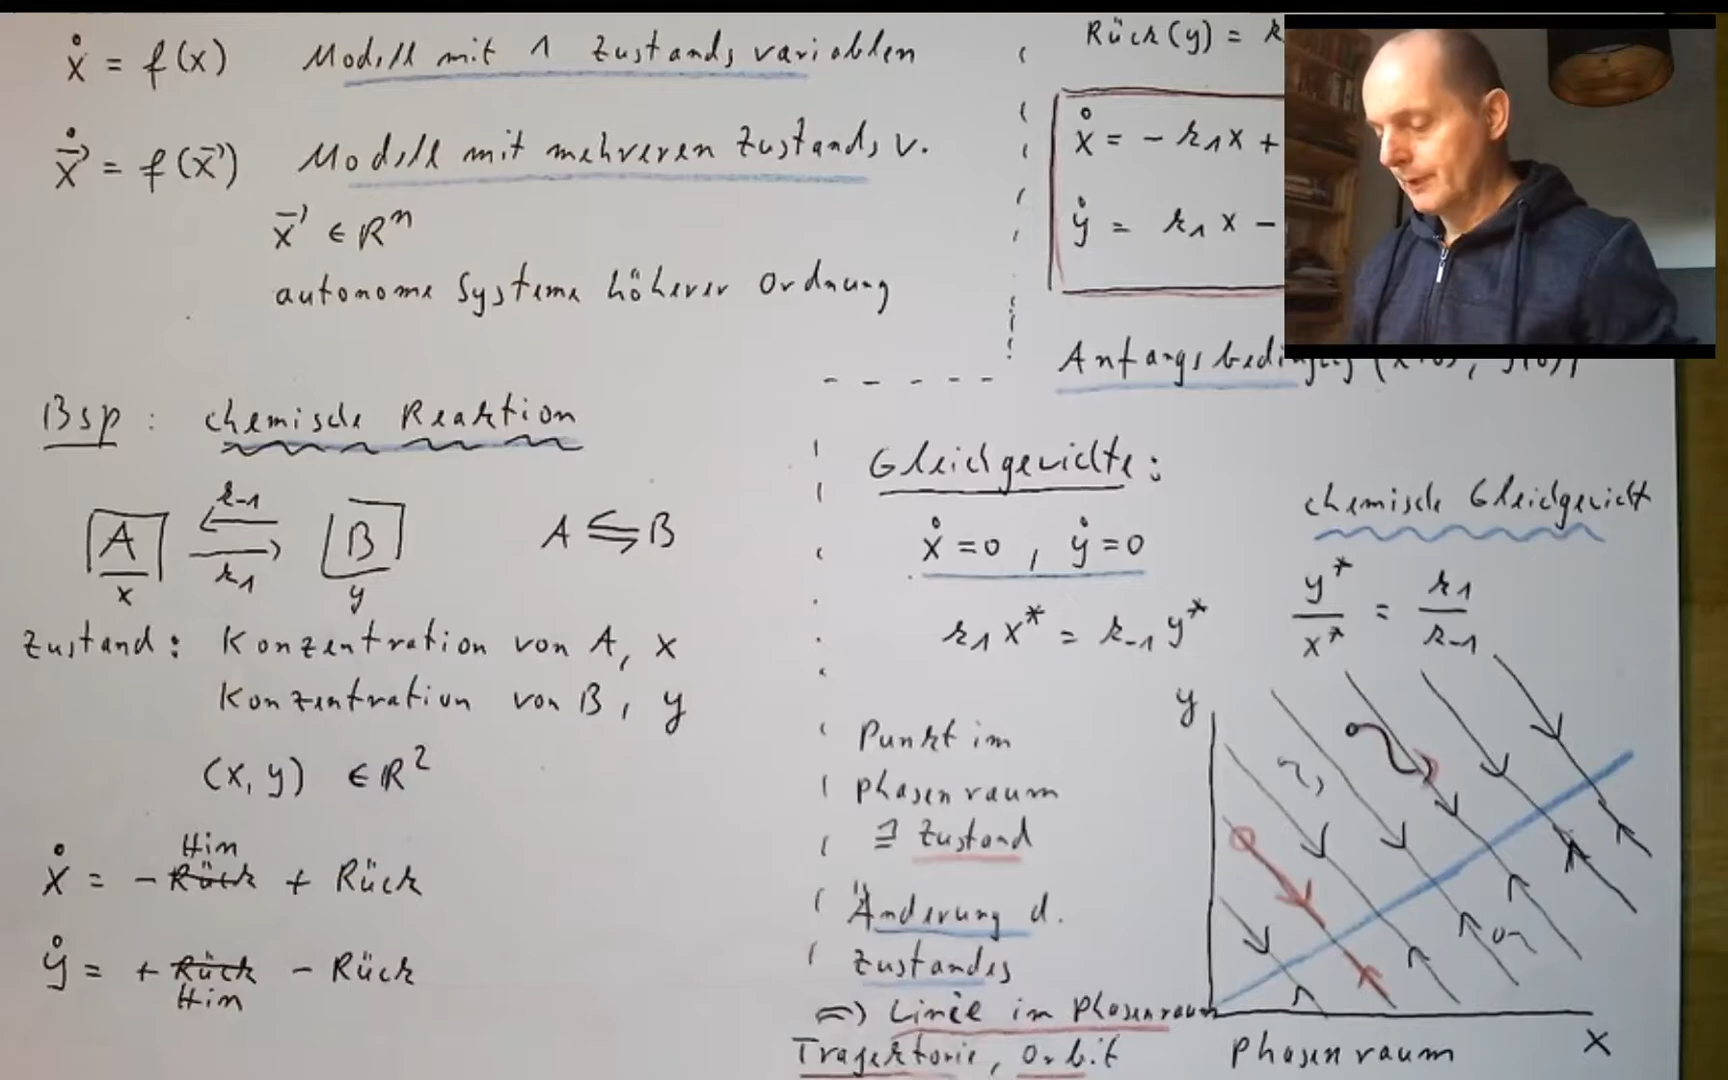 ẋ = f(x) Modell mit 1 Zustandsvariablen
ẋ⃗ = f(x⃗) Modell mit mehreren Zustandsv.
x⃗ ∈ Rⁿ
autonome Systeme höherer Ordnung
Bsp: chemische Reaktion
k₋₁
A ⇄ B A ⇆ B
k₁
x y
Zustand: Konzentration von A, x
Konzentration von B, y
(x, y) ∈ R²
Hin
ẋ = - Rück + Rück
ẏ = + Rück - Rück
Hin
Rück(y) = k
ẋ = - k₁x +
ẏ = k₁x -
Anfangsbedingung (x(0), y(0))
Gleichgewichte:
ẋ = 0, ẏ = 0
k₁x* = k₋₁y*
chemische Gleichgewicht
y*/x* = k₁/k₋₁
Punkt im
Phasenraum
≙ Zustand
Änderung d.
Zustandes
⇒ Linie im Phasenraum
Trajektorie, Orbit
y
x
Phasenraum